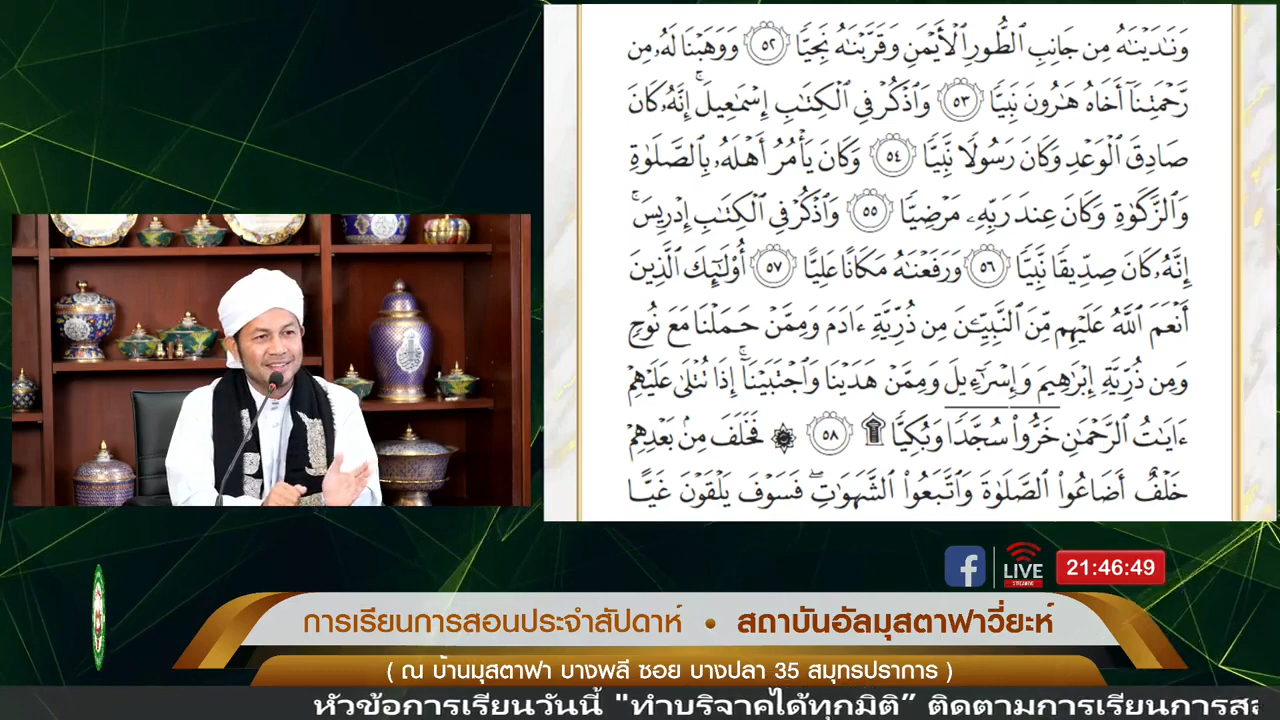 وَنَٰدَيْنَٰهُ مِن جَانِبِ ٱلطُّورِ ٱلْأَيْمَنِ وَقَرَّبْنَٰهُ نَجِيًّا ٥٢ وَوَهَبْنَا لَهُۥ مِن
رَّحْمَتِنَآ أَخَاهُ هَٰرُونَ نَبِيًّا ٥٣ وَٱذْكُرْ فِى ٱلْكِتَٰبِ إِسْمَٰعِيلَ ۚ إِنَّهُۥ كَانَ
صَادِقَ ٱلْوَعْدِ وَكَانَ رَسُولًا نَّبِيًّا ٥٤ وَكَانَ يَأْمُرُ أَهْلَهُۥ بِٱلصَّلَوٰةِ
وَٱلزَّكَوٰةِ وَكَانَ عِندَ رَبِّهِۦ مَرْضِيًّا ٥٥ وَٱذْكُرْ فِى ٱلْكِتَٰبِ إِدْرِيسَ ۚ
إِنَّهُۥ كَانَ صِدِّيقًا نَّبِيًّا ٥٦ وَرَفَعْنَٰهُ مَكَانًا عَلِيًّا ٥٧ أُو۟لَٰٓئِكَ ٱلَّذِينَ
أَنْعَمَ ٱللَّهُ عَلَيْهِم مِّنَ ٱلنَّبِيِّـۧنَ مِن ذُرِّيَّةِ ءَادَمَ وَمِمَّنْ حَمَلْنَا مَعَ نُوحٍ
وَمِن ذُرِّيَّةِ إِبْرَٰهِيمَ وَإِسْرَٰٓءِيلَ وَمِمَّنْ هَدَيْنَا وَٱجْتَبَيْنَآ ۚ إِذَا تُتْلَىٰ عَلَيْهِمْ
ءَايَٰتُ ٱلرَّحْمَٰنِ خَرُّوا۟ سُجَّدًا وَبُكِيًّا ۩ ٥٨ ۞ فَخَلَفَ مِنۢ بَعْدِهِمْ
خَلْفٌ أَضَاعُوا۟ ٱلصَّلَوٰةَ وَٱتَّبَعُوا۟ ٱلشَّهَوَٰتِ ۖ فَسَوْفَ يَلْقَوْنَ غَيًّا
f LIVE 21:46:49
การเรียนการสอนประจำสัปดาห์ • สถาบันอัลมุสตาฟาวี่ยะห์
( ณ บ้านมุสตาฟา บางพลี ซอย บางปลา 35 สมุทรปราการ )
หัวข้อการเรียนวันนี้ "ทำบริจาคได้ทุกมิติ” ติดตามการเรียนการส